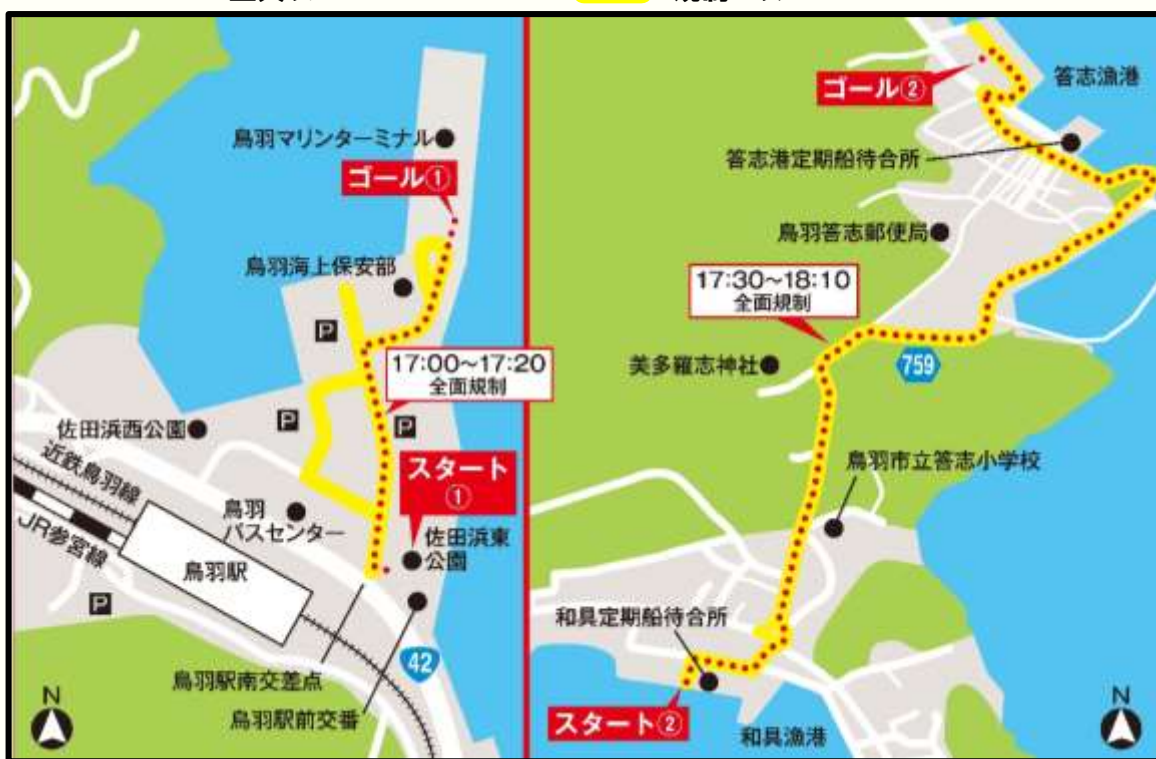 鳥羽マリンターミナル
ゴール①
鳥羽海上保安部
P
17:00~17:20
全面規制
P
P
佐田浜西公園
スタート
①
近鉄鳥羽線
JR参宮線
鳥羽
バスセンター
佐田浜東
公園
鳥羽駅
P
42
鳥羽駅南交差点
鳥羽駅前交番
N
ゴール②
答志漁港
答志港定期船待合所
鳥羽答志郵便局
17:30~18:10
全面規制
759
美多羅志神社
鳥羽市立答志小学校
和具定期船待合所
スタート②
和具漁港
N